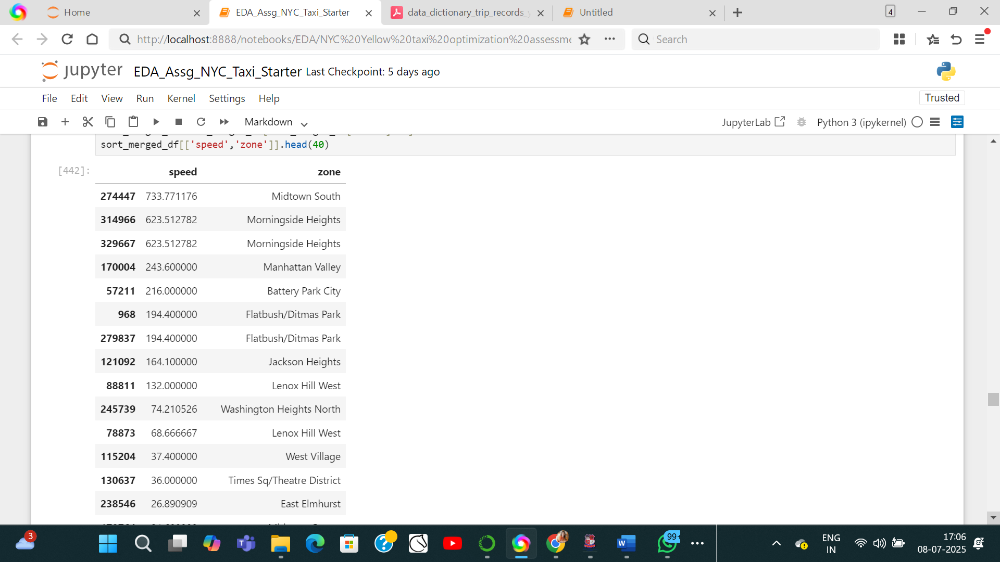 Home
EDA_Assg_NYC_Taxi_Starter
data_dictionary_trip_records_
Untitled
4
http://localhost:8888/notebooks/EDA/NYC%20Yellow%20taxi%20optimization%20assessme
Search
jupyter EDA_Assg_NYC_Taxi_Starter Last Checkpoint: 5 days ago
File Edit View Run Kernel Settings Help
Trusted
Markdown
JupyterLab
Python 3 (ipykernel)
sort_merged_df[['speed','zone']].head(40)
[442]:
speed zone
274447 733.771176 Midtown South
314966 623.512782 Morningside Heights
329667 623.512782 Morningside Heights
170004 243.600000 Manhattan Valley
57211 216.000000 Battery Park City
968 194.400000 Flatbush/Ditmas Park
279837 194.400000 Flatbush/Ditmas Park
121092 164.100000 Jackson Heights
88811 132.000000 Lenox Hill West
245739 74.210526 Washington Heights North
78873 68.666667 Lenox Hill West
115204 37.400000 West Village
130637 36.000000 Times Sq/Theatre District
238546 26.890909 East Elmhurst
3
99+
ENG
IN
17:06
08-07-2025